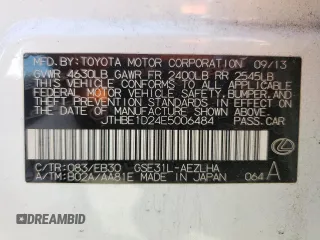 MFD. BY: TOYOTA MOTOR CORPORATION 09/13
GVWR 4630LB GAWR FR 2400LB RR 2545LB
THIS VEHICLE CONFORMS TO ALL APPLICABLE
FEDERAL MOTOR VEHICLE SAFETY, BUMPER, AND
THEFT PREVENTION STANDARDS IN EFFECT ON
THE DATE OF MANUFACTURE SHOWN ABOVE.
JTHBE1D24E5006484 PASS.CAR
C/TR: 083/EB30 GSE31L-AEZLHA
A/TM: B02A/AA81E MADE IN JAPAN 064 A
dreambid.com